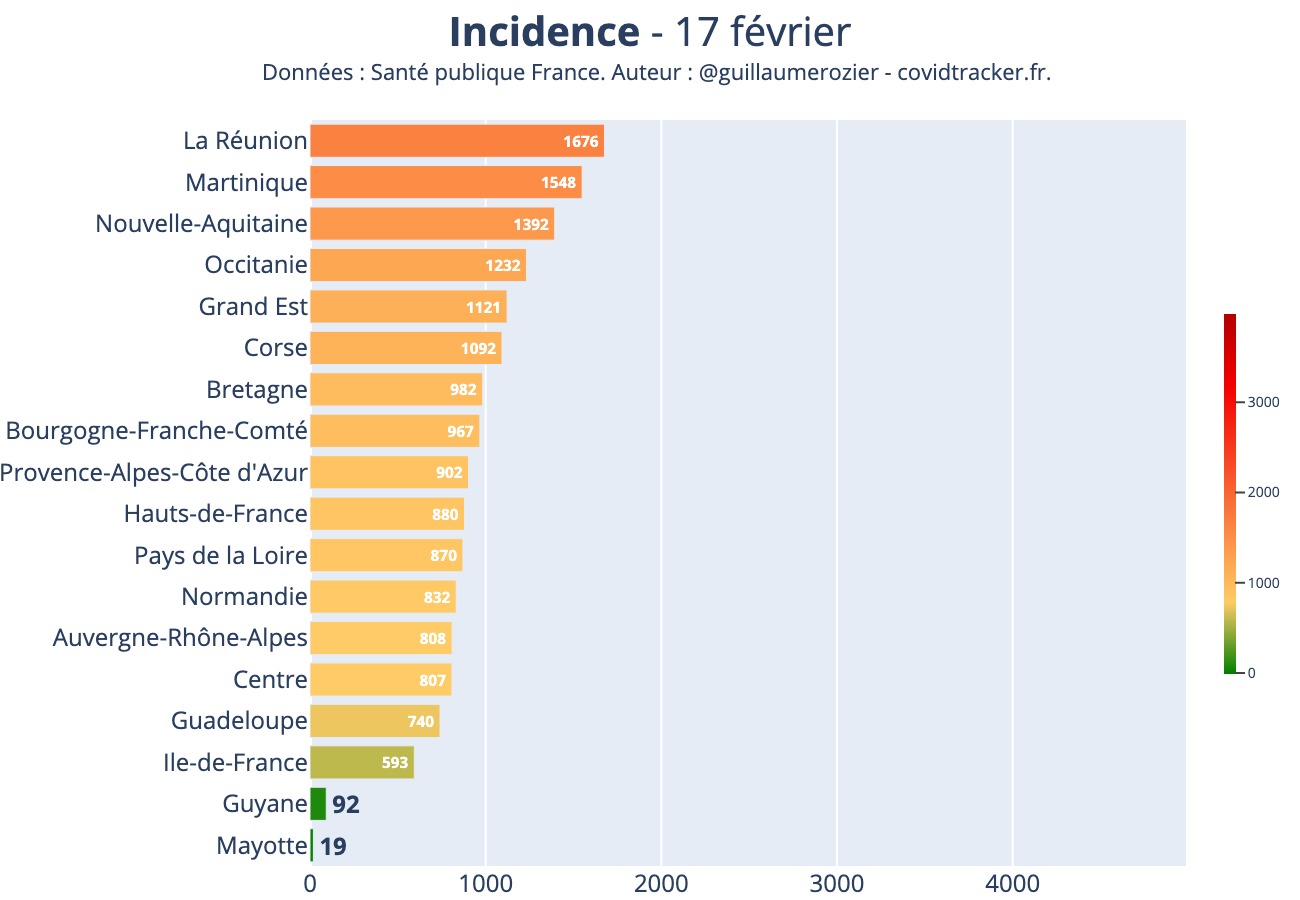 Incidence - 17 février
Données : Santé publique France. Auteur : @guillaumerozier - covidtracker.fr.
La Réunion 1676
Martinique 1548
Nouvelle-Aquitaine 1392
Occitanie 1232
Grand Est 1121
Corse 1092
Bretagne 982
Bourgogne-Franche-Comté 967
Provence-Alpes-Côte d'Azur 902
Hauts-de-France 880
Pays de la Loire 870
Normandie 832
Auvergne-Rhône-Alpes 808
Centre 807
Guadeloupe 740
Ile-de-France 593
Guyane 92
Mayotte 19
0 1000 2000 3000 4000
3000
2000
1000
0